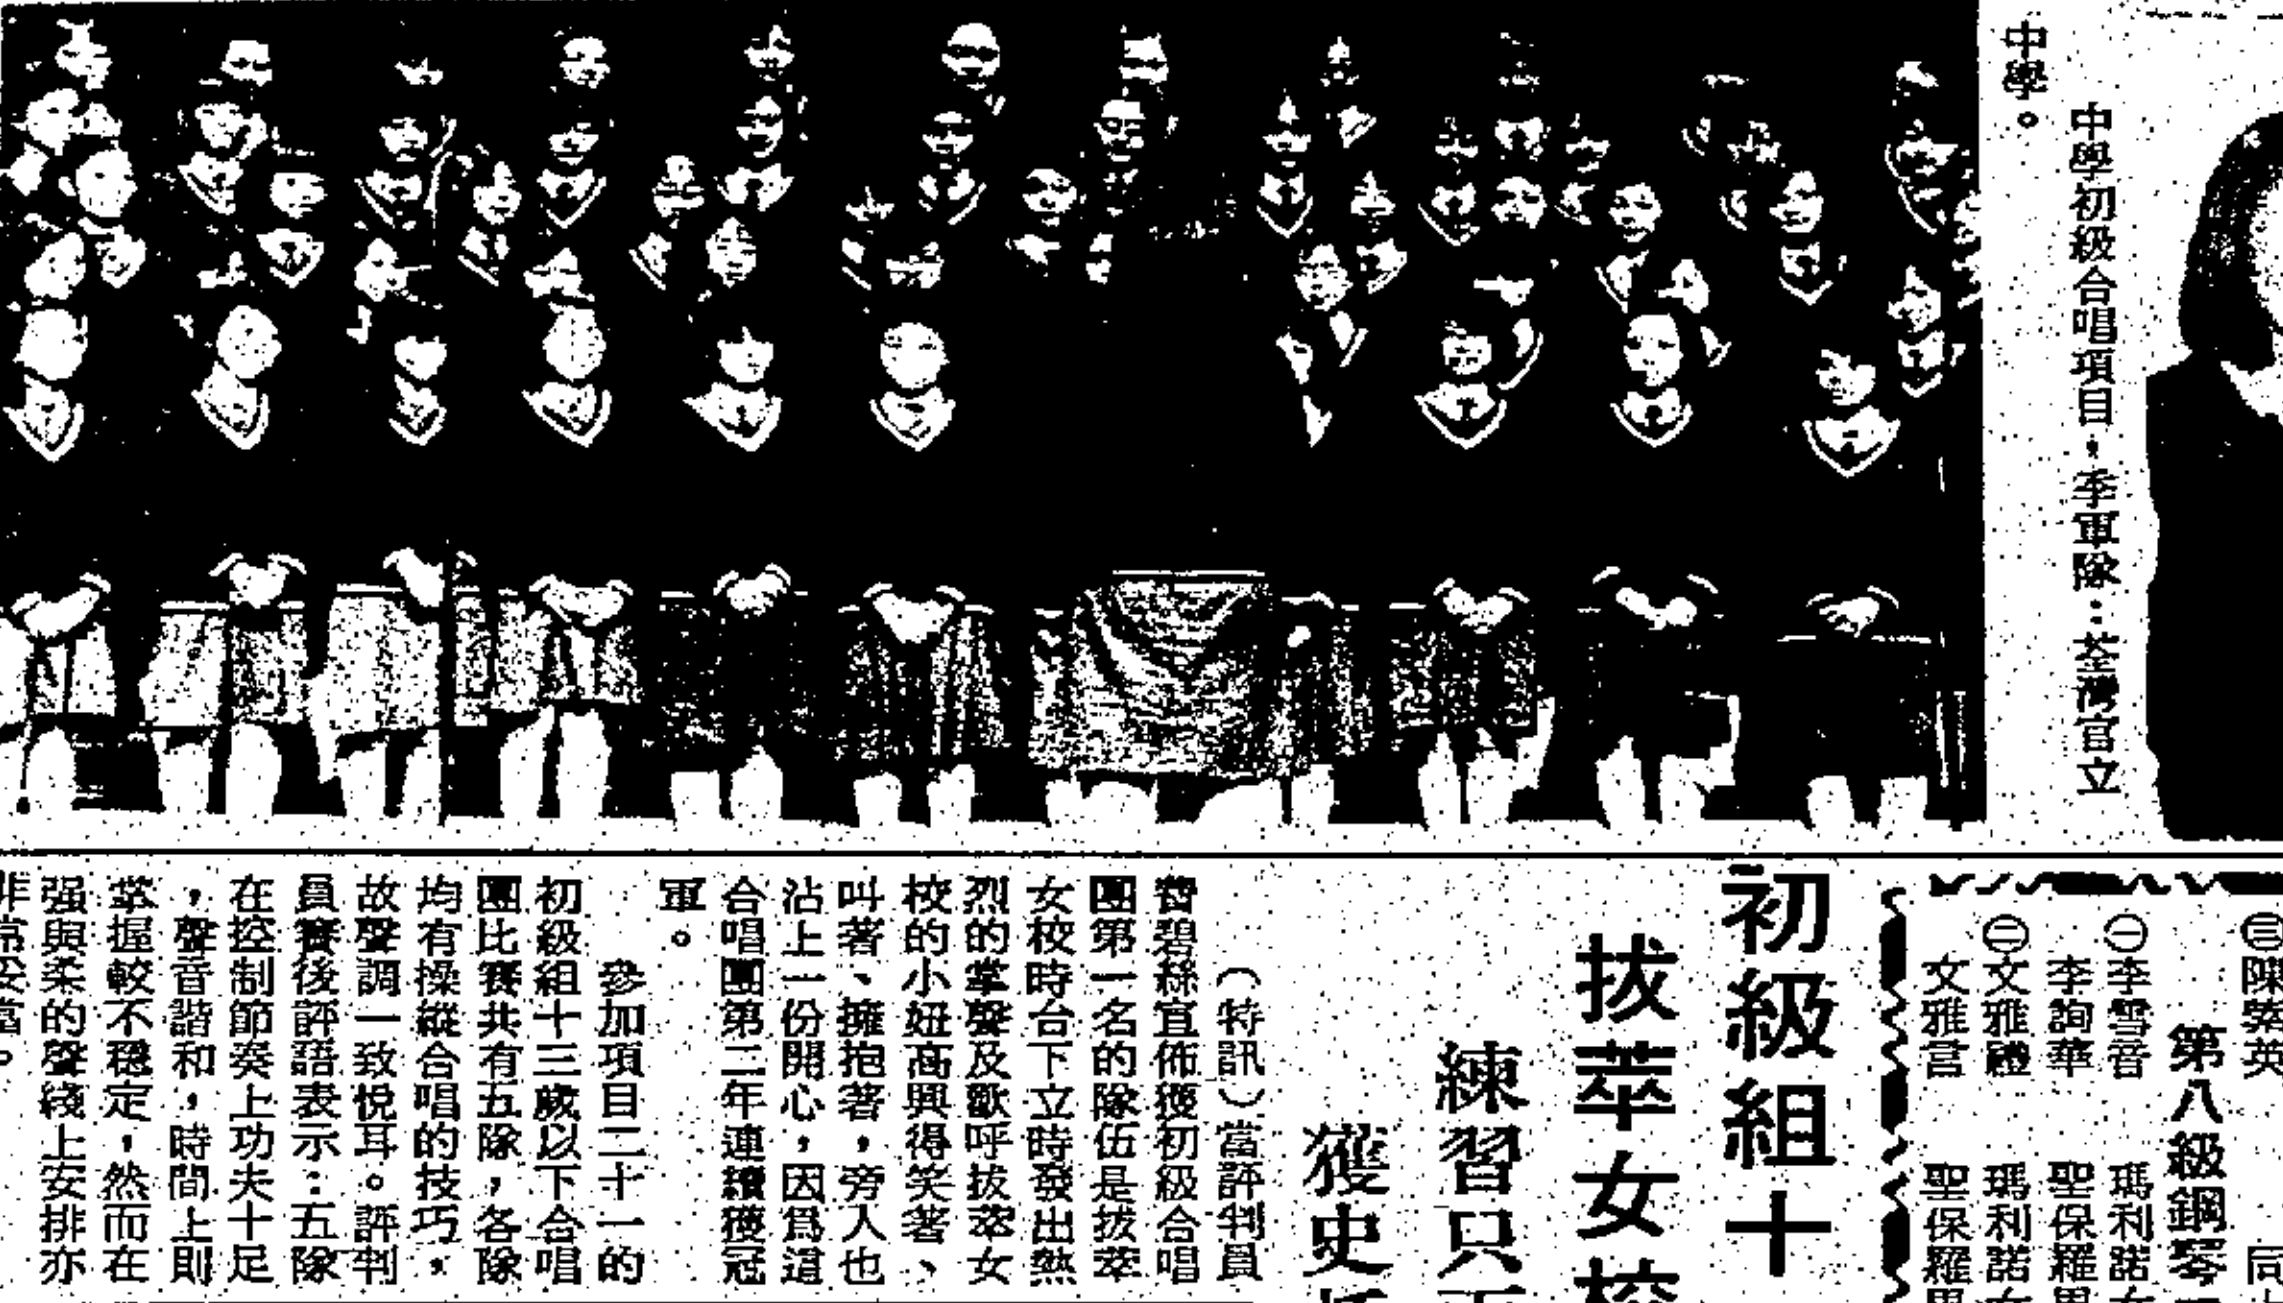 中學初級合唱項目，季軍隊：荃灣官立
中學。
㊂陳紫英　同
第八級鋼琴
㊀李雪音　瑪利諾女
李詢華　聖保羅男
㊁文雅禮　瑪利諾女
文雅言　聖保羅男
初級組十
拔萃女校
練習只
獲史
（特訊）當評判員
費碧絲宣佈獲初級合唱
團第一名的隊伍是拔萃
女校時台下立時發出熱
烈的掌聲及歡呼拔萃女
校的小妞高興得笑著、
叫著、擁抱著，旁人也
沾上一份開心，因爲這
合唱團第二年連續獲冠
軍。
參加項目二十一的
初級組十三歲以下合唱
團比賽共有五隊，各隊
均有操縱合唱的技巧，
故聲調一致悅耳。評判
員賽後評語表示：五隊
在控制節奏上功夫十足
，聲音諧和，時間上則
掌握較不穩定，然而在
强與柔的聲綫上安排亦
非常妥當。